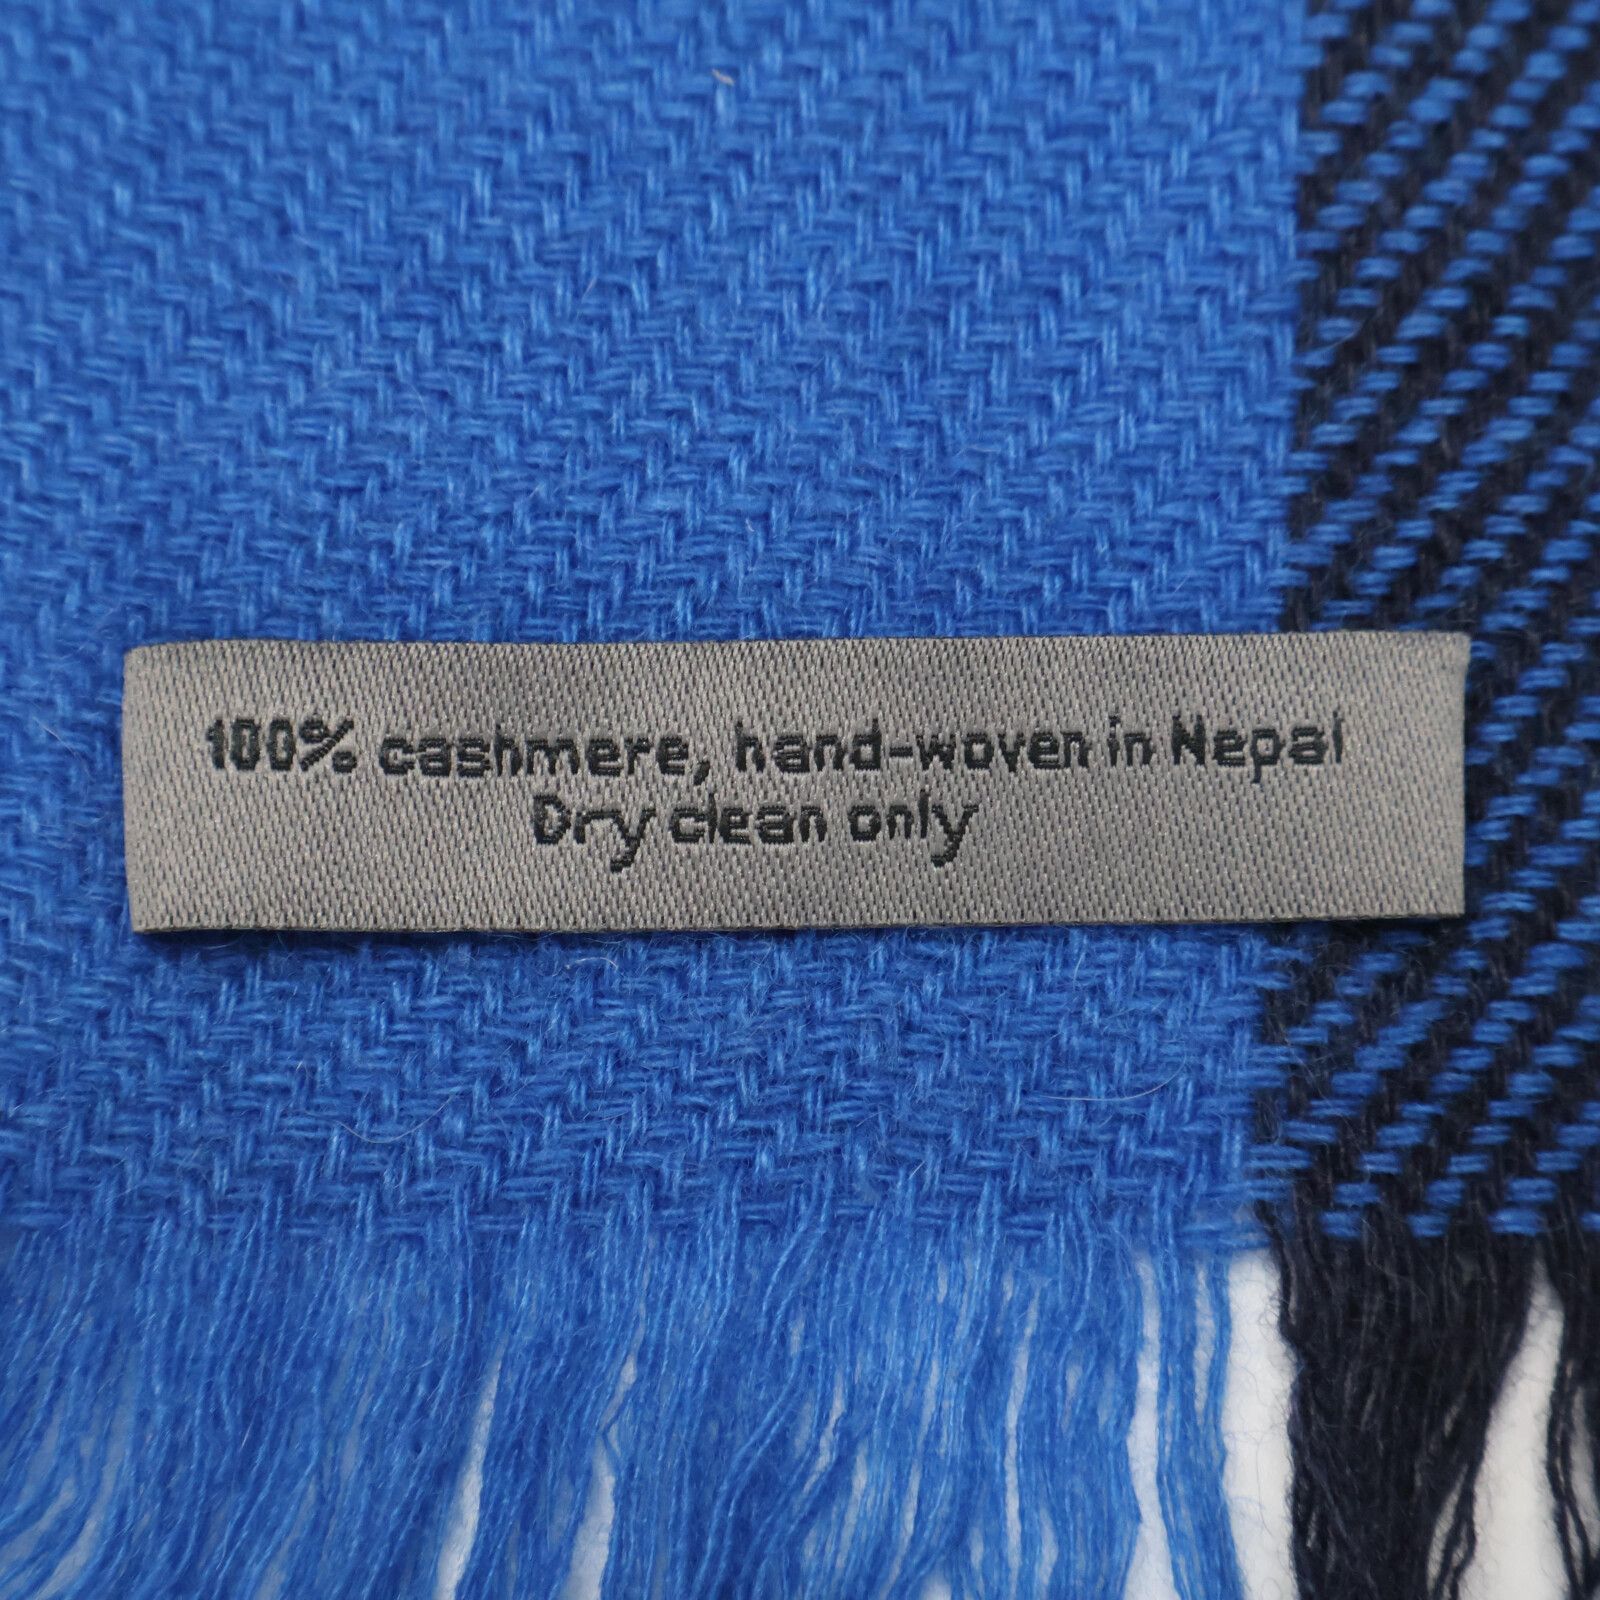 100% cashmere, hand-woven in Nepal
Dry clean only